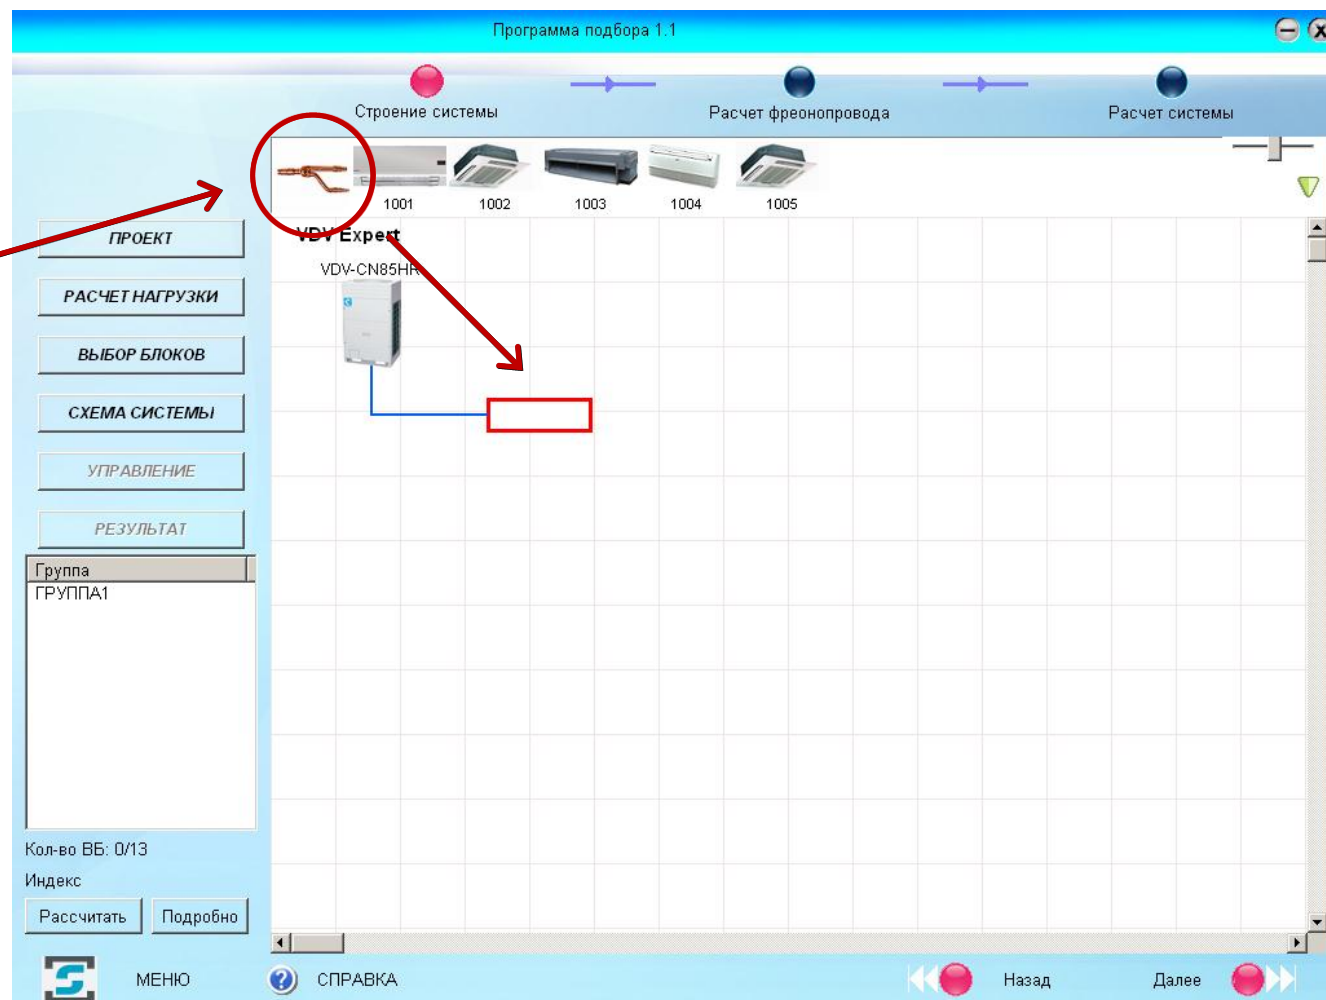 Программа подбора 1.1
Строение системы
Расчет фреонопровода
Расчет системы
1001
1002
1003
1004
1005
ПРОЕКТ
РАСЧЕТ НАГРУЗКИ
ВЫБОР БЛОКОВ
СХЕМА СИСТЕМЫ
УПРАВЛЕНИЕ
РЕЗУЛЬТАТ
VDV Expert
VDV-CN85HR
Группа
ГРУППА1
Кол-во ВБ: 0/13
Индекс
Рассчитать
Подробно
МЕНЮ
СПРАВКА
Назад
Далее